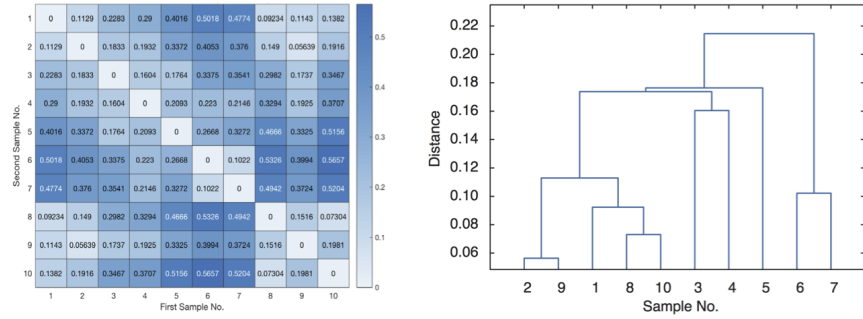 1 0 0.1129 0.2283 0.29 0.4016 0.5018 0.4774 0.09234 0.1143 0.1382
2 0.1129 0 0.1833 0.1932 0.3372 0.4053 0.376 0.149 0.05639 0.1916
3 0.2283 0.1833 0 0.1604 0.1764 0.3375 0.3541 0.2982 0.1737 0.3467
4 0.29 0.1932 0.1604 0 0.2093 0.223 0.2146 0.3294 0.1925 0.3707
5 0.4016 0.3372 0.1764 0.2093 0 0.2668 0.3272 0.4666 0.3325 0.5156
6 0.5018 0.4053 0.3375 0.223 0.2668 0 0.1022 0.5326 0.3994 0.5657
7 0.4774 0.376 0.3541 0.2146 0.3272 0.1022 0 0.4942 0.3724 0.5204
8 0.09234 0.149 0.2982 0.3294 0.4666 0.5326 0.4942 0 0.1516 0.07304
9 0.1143 0.05639 0.1737 0.1925 0.3325 0.3994 0.3724 0.1516 0 0.1981
10 0.1382 0.1916 0.3467 0.3707 0.5156 0.5657 0.5204 0.07304 0.1981 0
1 2 3 4 5 6 7 8 9 10
First Sample No.
Second Sample No.
0.5
0.4
0.3
0.2
0.1
0
0.22
0.20
0.18
0.16
0.14
0.12
0.10
0.08
0.06
Distance
2 9 1 8 10 3 4 5 6 7
Sample No.